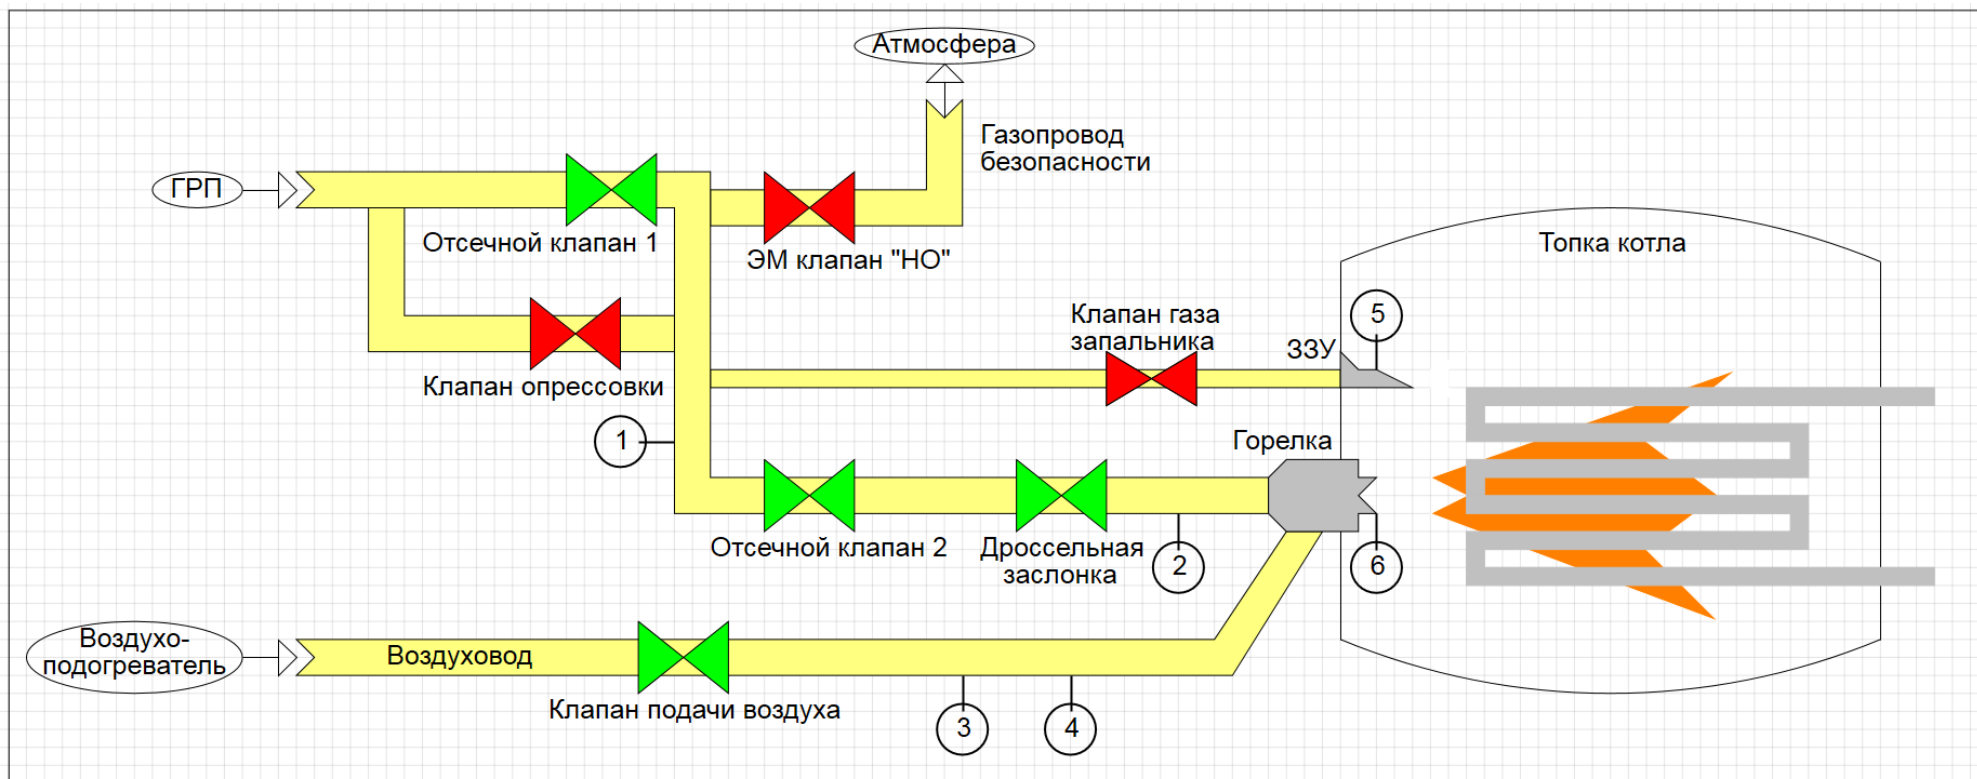 Атмосфера
Газопровод
безопасности
ГРП
Отсечной клапан 1
ЭМ клапан "НО"
Топка котла
Клапан газа
запальника
5
ЗЗУ
Клапан опрессовки
1
Горелка
Отсечной клапан 2
Дроссельная
заслонка
2
6
Воздухо-
подогреватель
Воздуховод
Клапан подачи воздуха
3
4